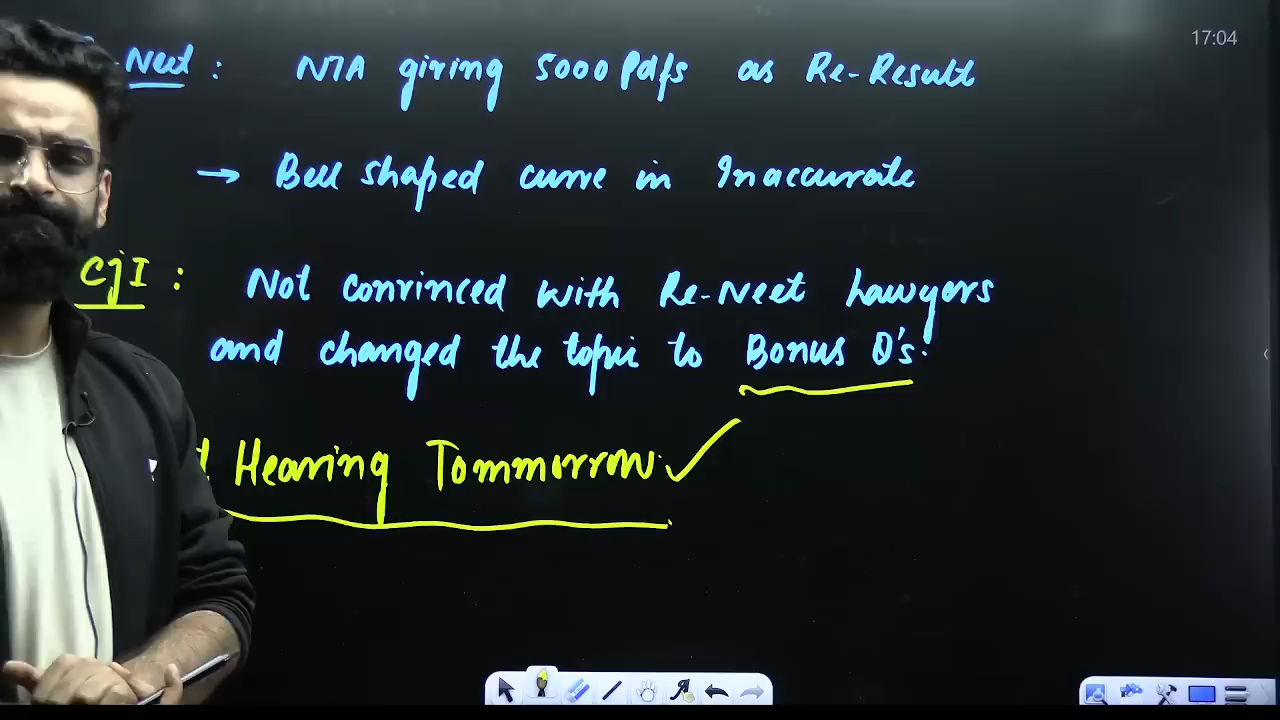 17:04
Neet : NTA giving 5000 Pdfs as Re-Result
→ Bell shaped curve in Inaccurate
CJI : Not convinced with Re-Neet Lawyers
and changed the topic to Bonus Q's.
Hearing Tommorrow